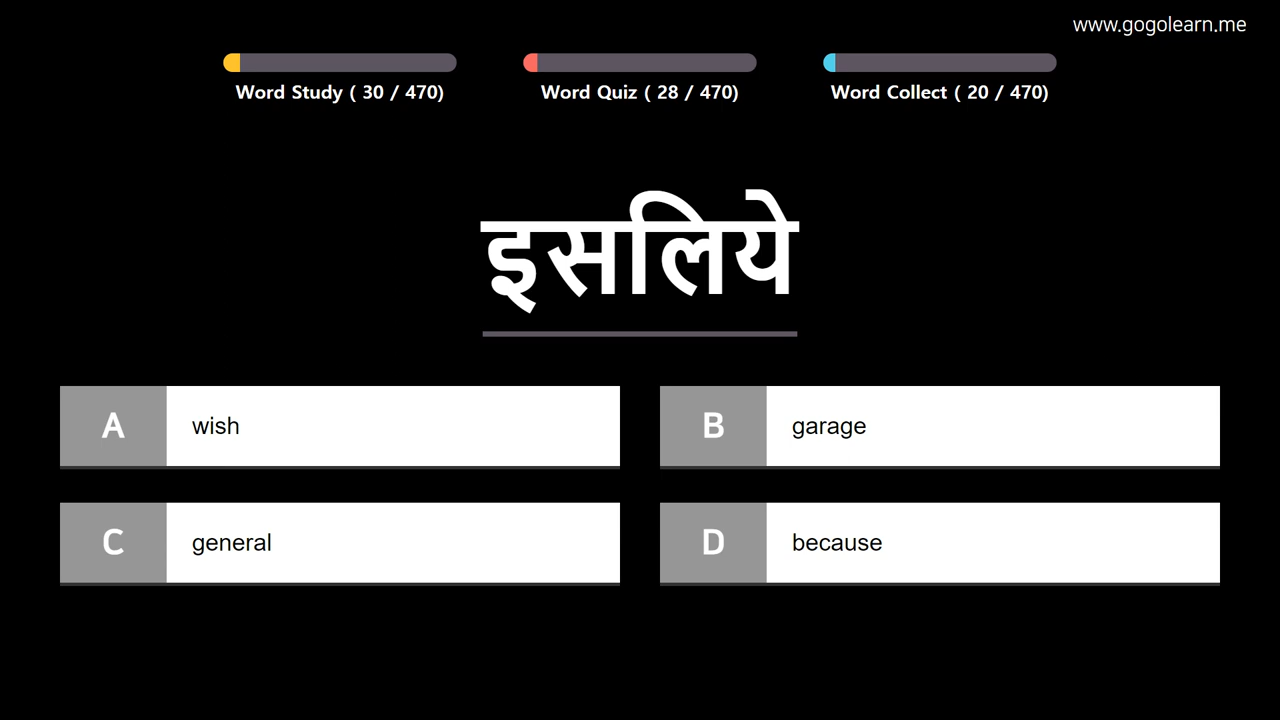 www.gogolearn.me
Word Study ( 30 / 470)
Word Quiz ( 28 / 470)
Word Collect ( 20 / 470)
इसलिये
A wish
B garage
C general
D because